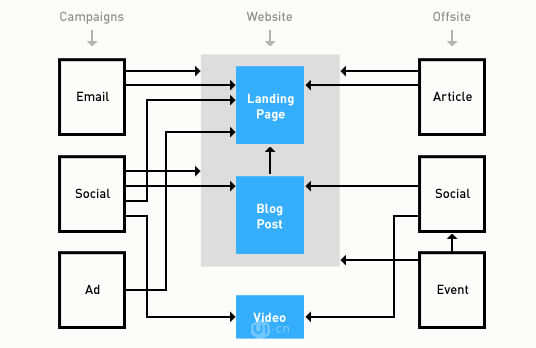 Campaigns
Website
Offsite
Email
Landing
Page
Article
Social
Blog
Post
Social
Ad
Video
Event
UI·cn